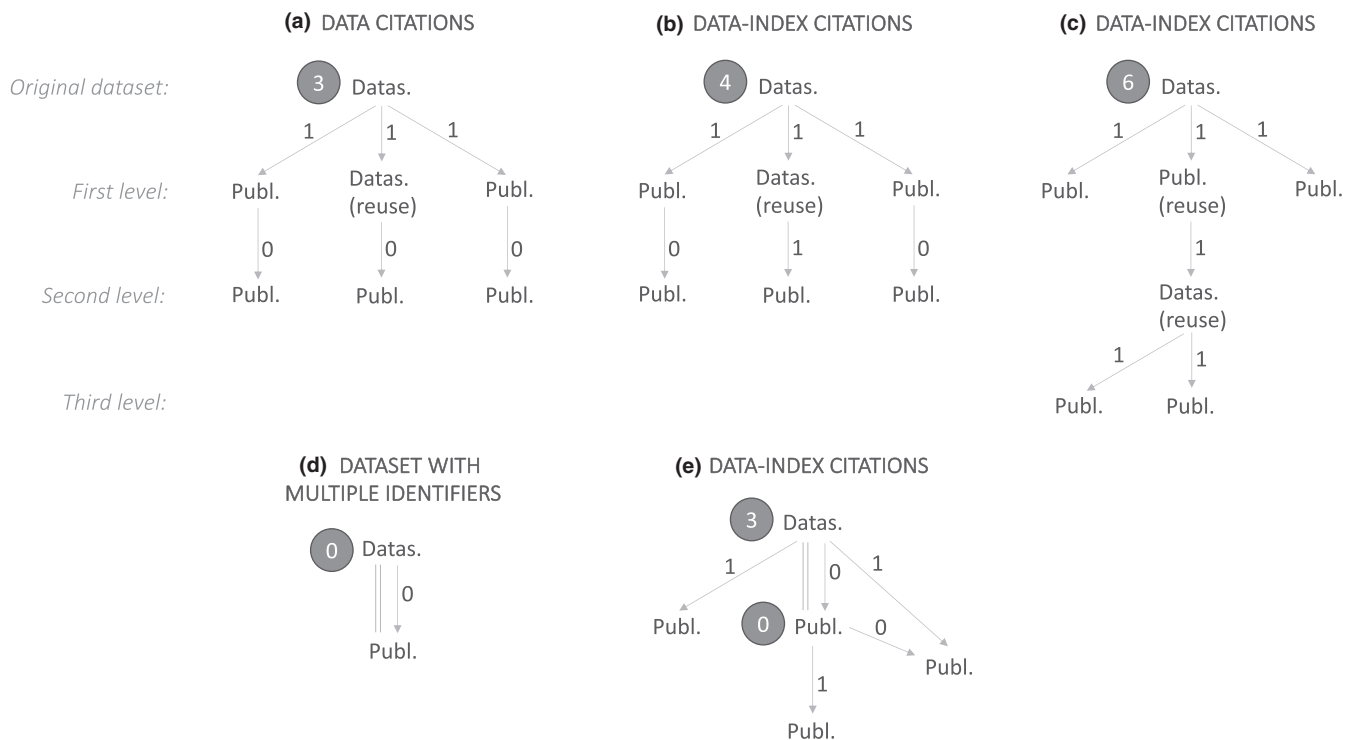 (a) DATA CITATIONS
(b) DATA-INDEX CITATIONS
(c) DATA-INDEX CITATIONS
Original dataset:
3 Datas.
4 Datas.
6 Datas.
1 1 1
1 1 1
1 1 1
First level:
Publ.
Datas.
(reuse)
Publ.
Publ.
Datas.
(reuse)
Publ.
Publ.
Publ.
(reuse)
Publ.
0 0 0
0 1 0
1
Second level:
Publ. Publ. Publ.
Publ. Publ. Publ.
Datas.
(reuse)
1 1
Third level:
Publ. Publ.
(d) DATASET WITH
MULTIPLE IDENTIFIERS
0 Datas.
0
Publ.
(e) DATA-INDEX CITATIONS
3 Datas.
1 0 1
Publ.
0 Publ.
0
Publ.
1
Publ.